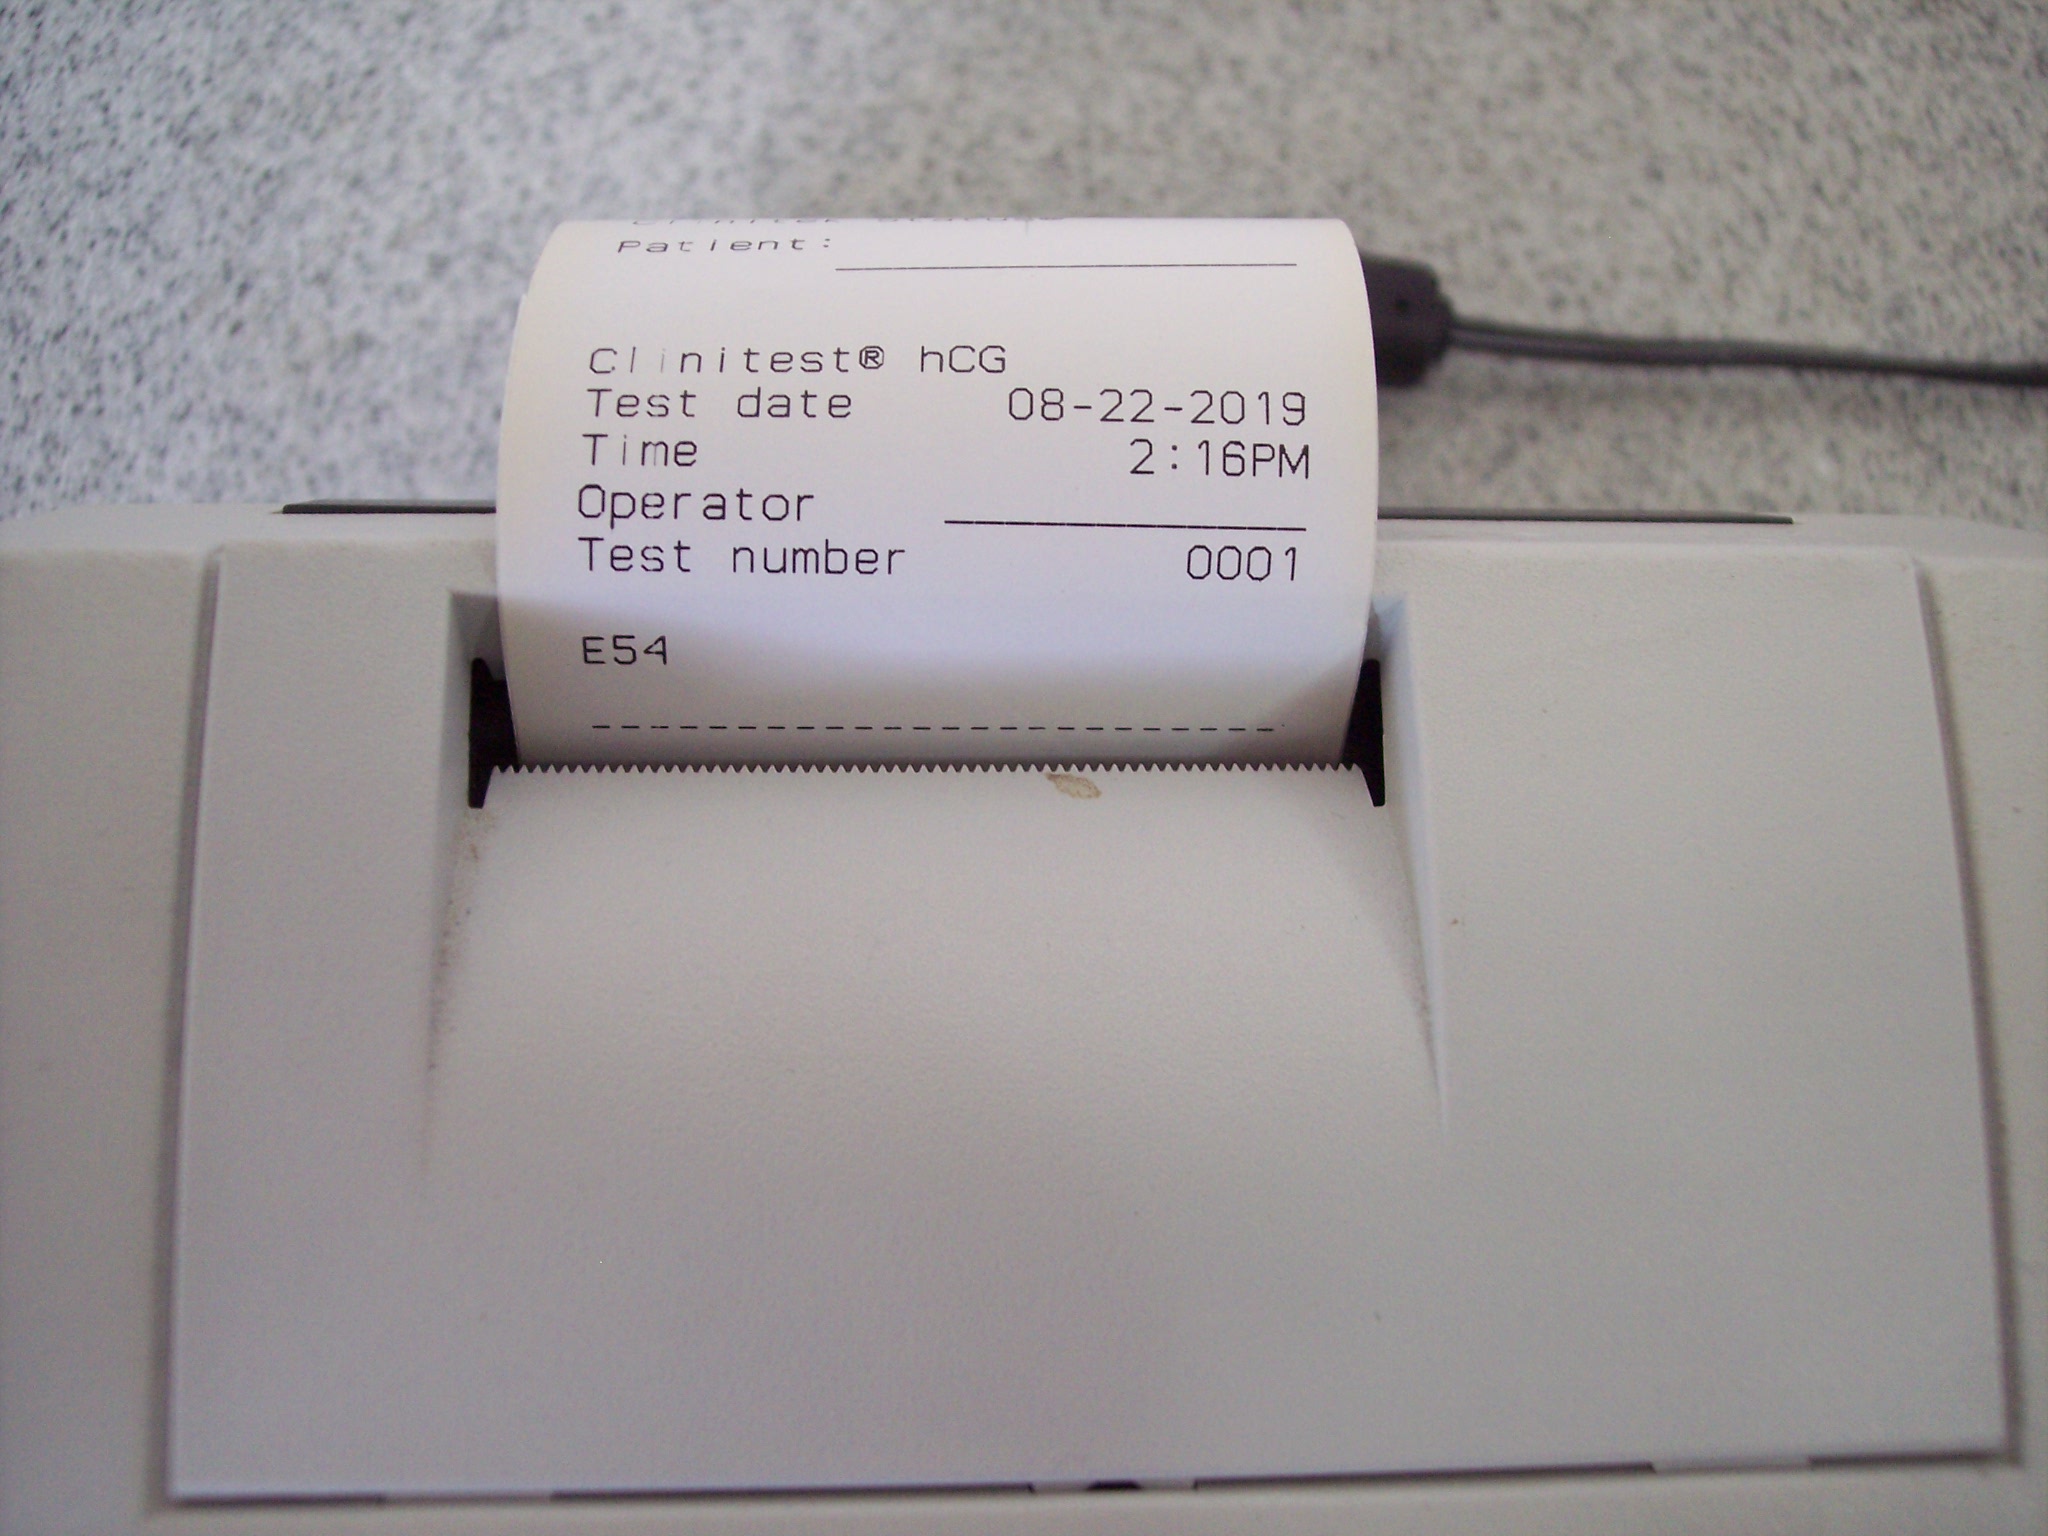 Patient:
Clinitest® hCG
Test date 08-22-2019
Time 2:16PM
Operator
Test number 0001
E54